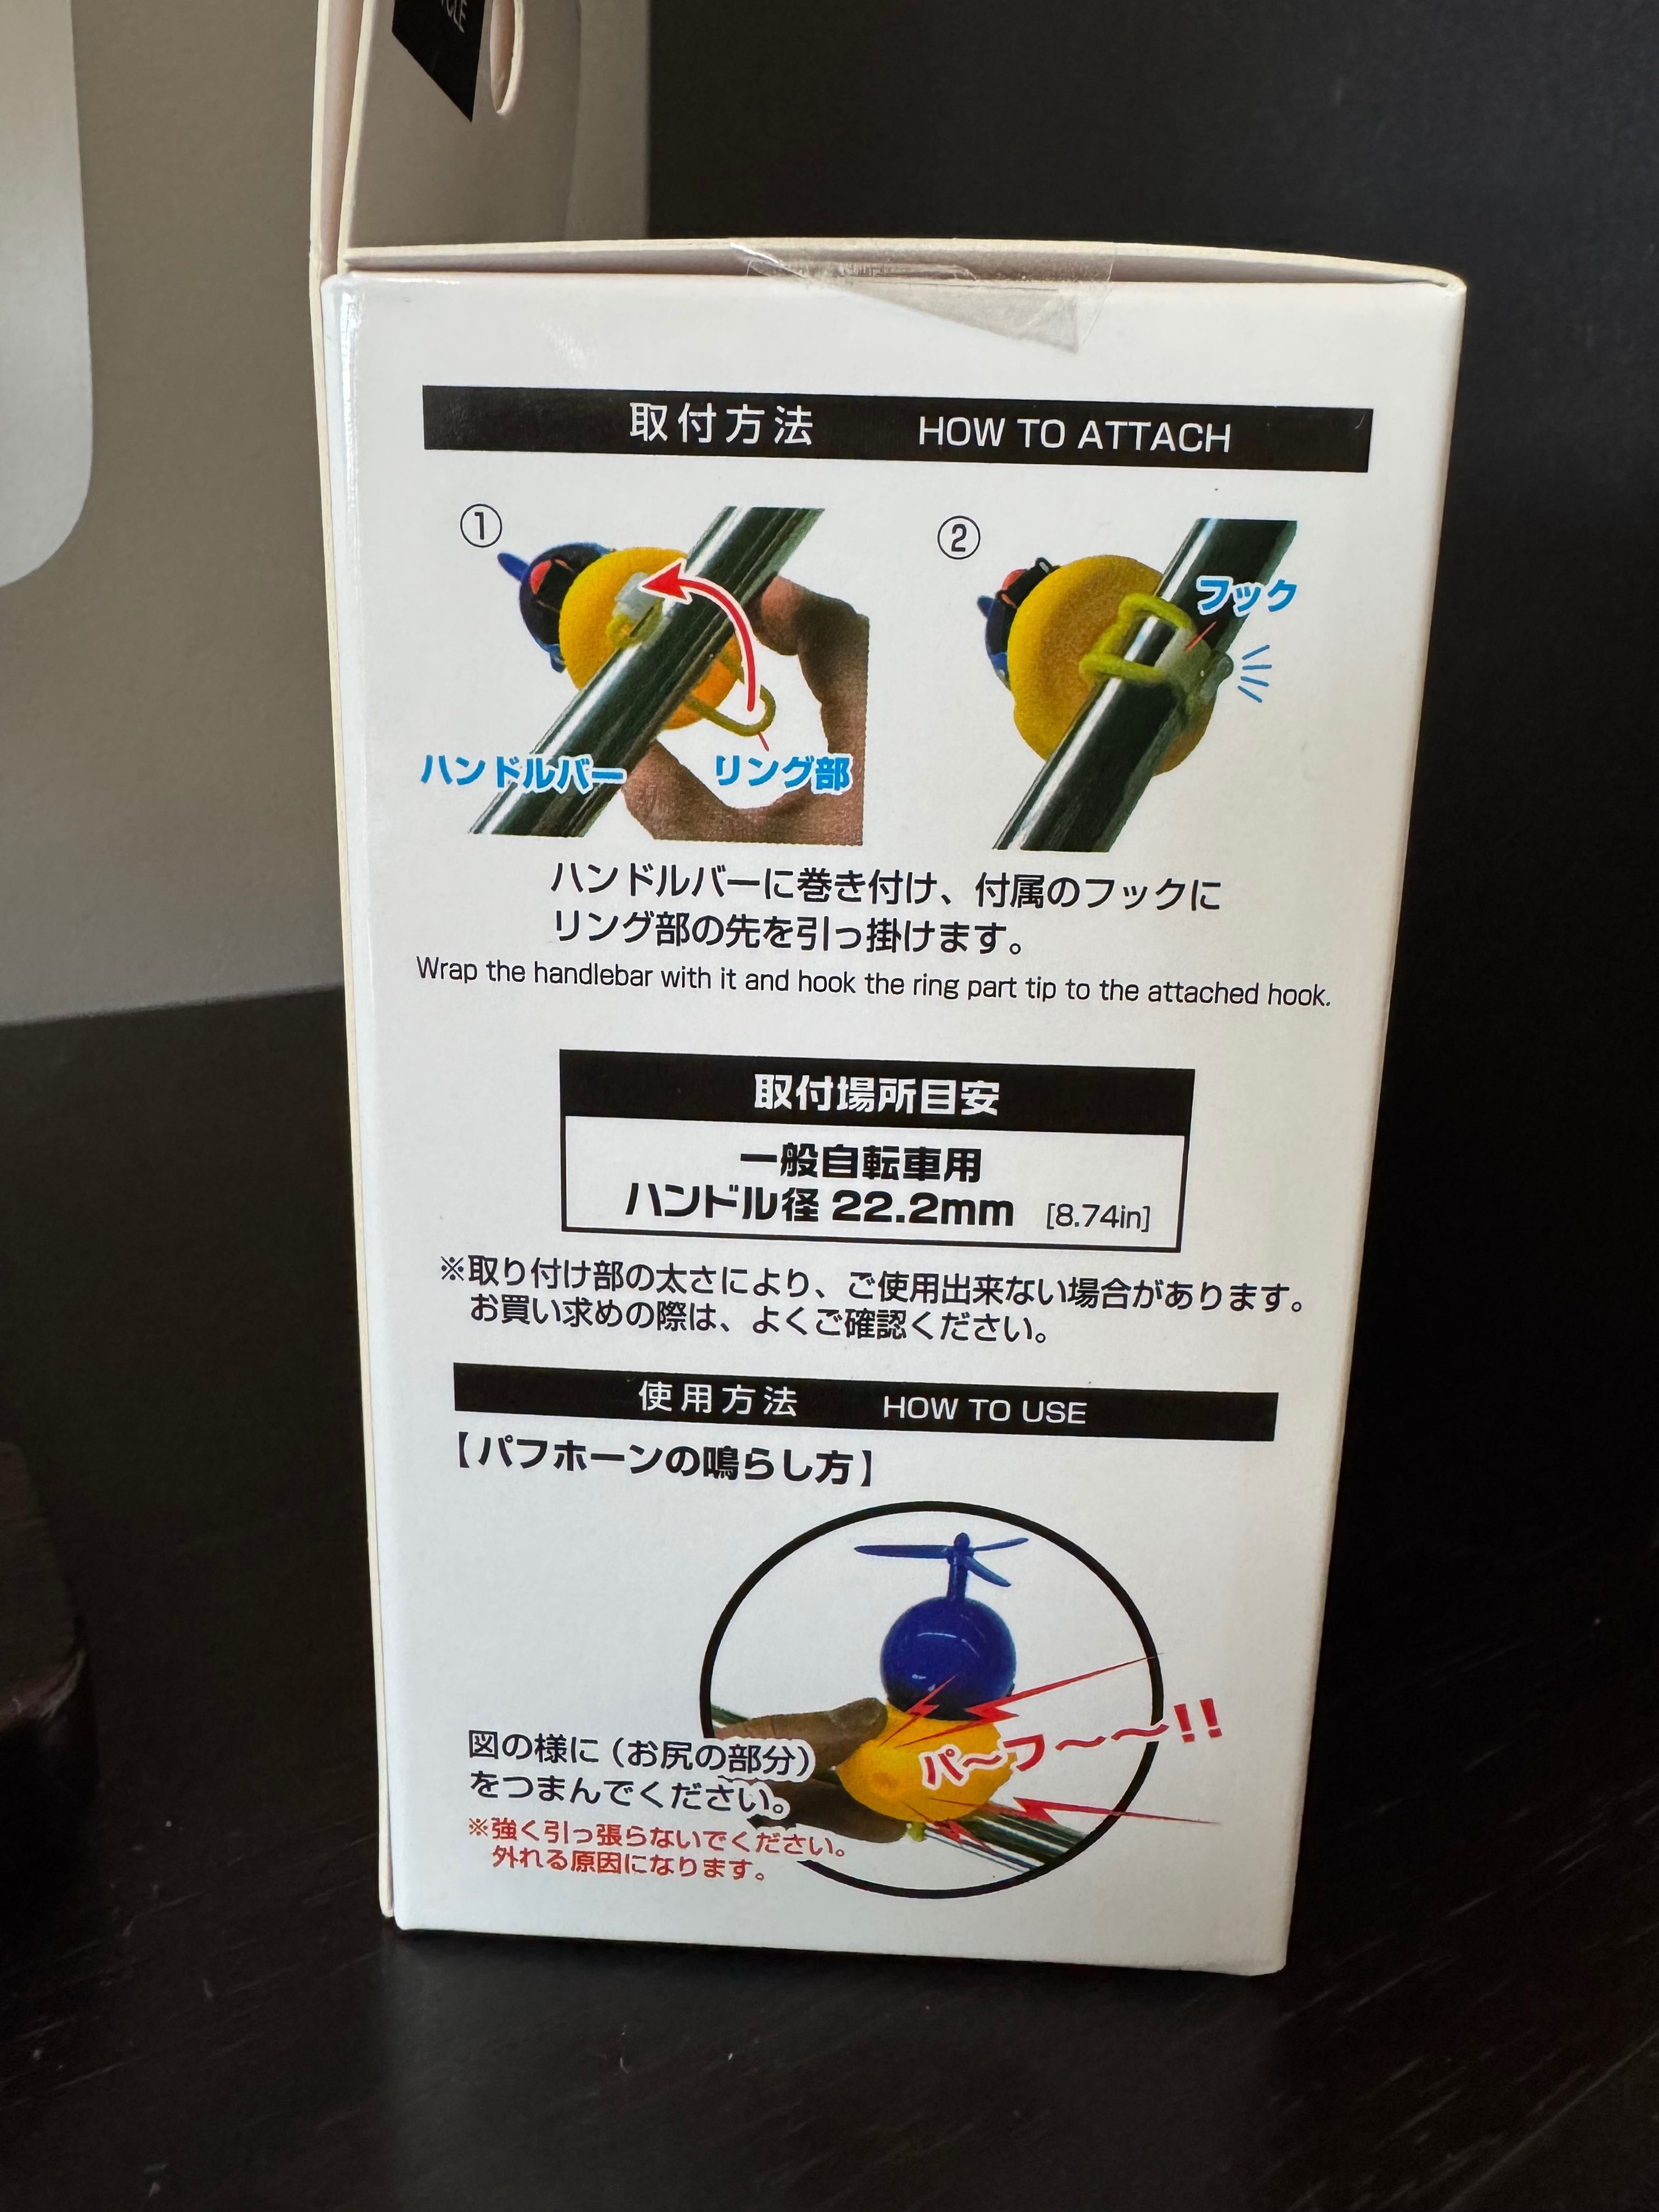 取付方法 HOW TO ATTACH
① ②
フック
ハンドルバー リング部
ハンドルバーに巻き付け、付属のフックに
リング部の先を引っ掛けます。
Wrap the handlebar with it and hook the ring part tip to the attached hook.
取付場所目安
一般自転車用
ハンドル径 22.2mm [8.74in]
※取り付け部の太さにより、ご使用出来ない場合があります。
お買い求めの際は、よくご確認ください。
使用方法 HOW TO USE
【パフホーンの鳴らし方】
パ〜フ〜〜!!
図の様に（お尻の部分）
をつまんでください。
※強く引っ張らないでください。
外れる原因になります。